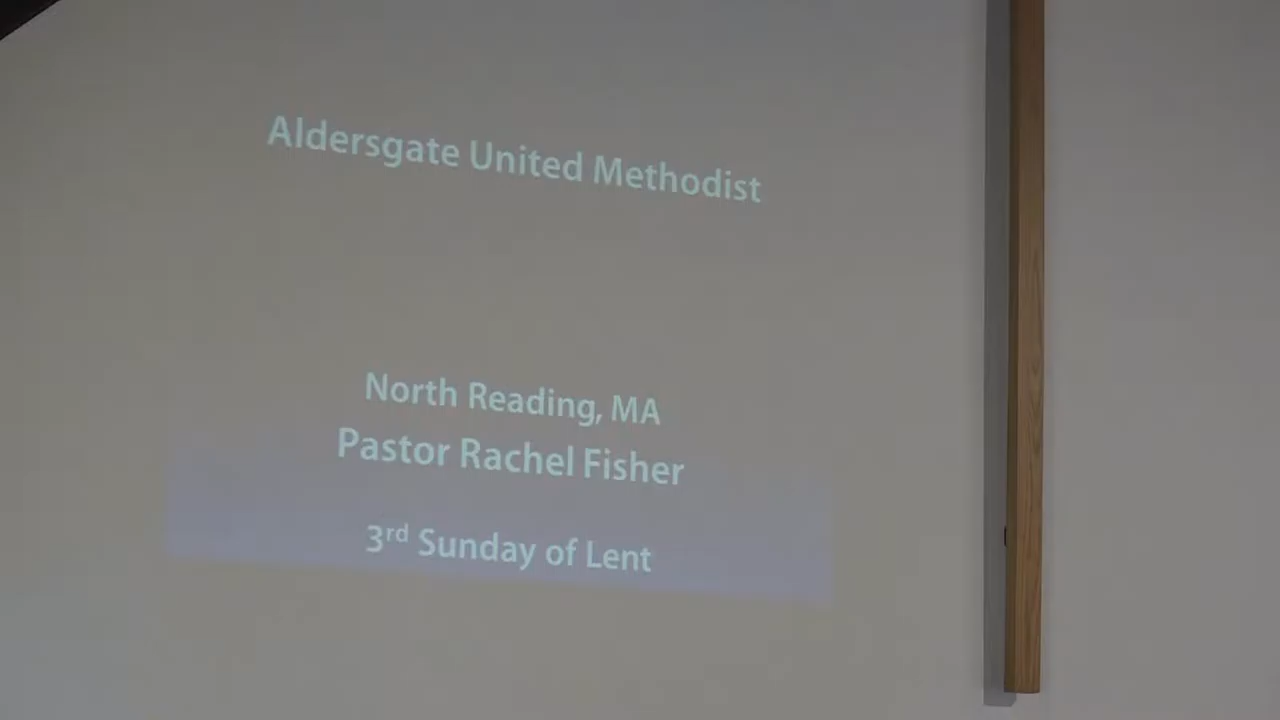 Aldersgate United Methodist
North Reading, MA
Pastor Rachel Fisher
3rd Sunday of Lent